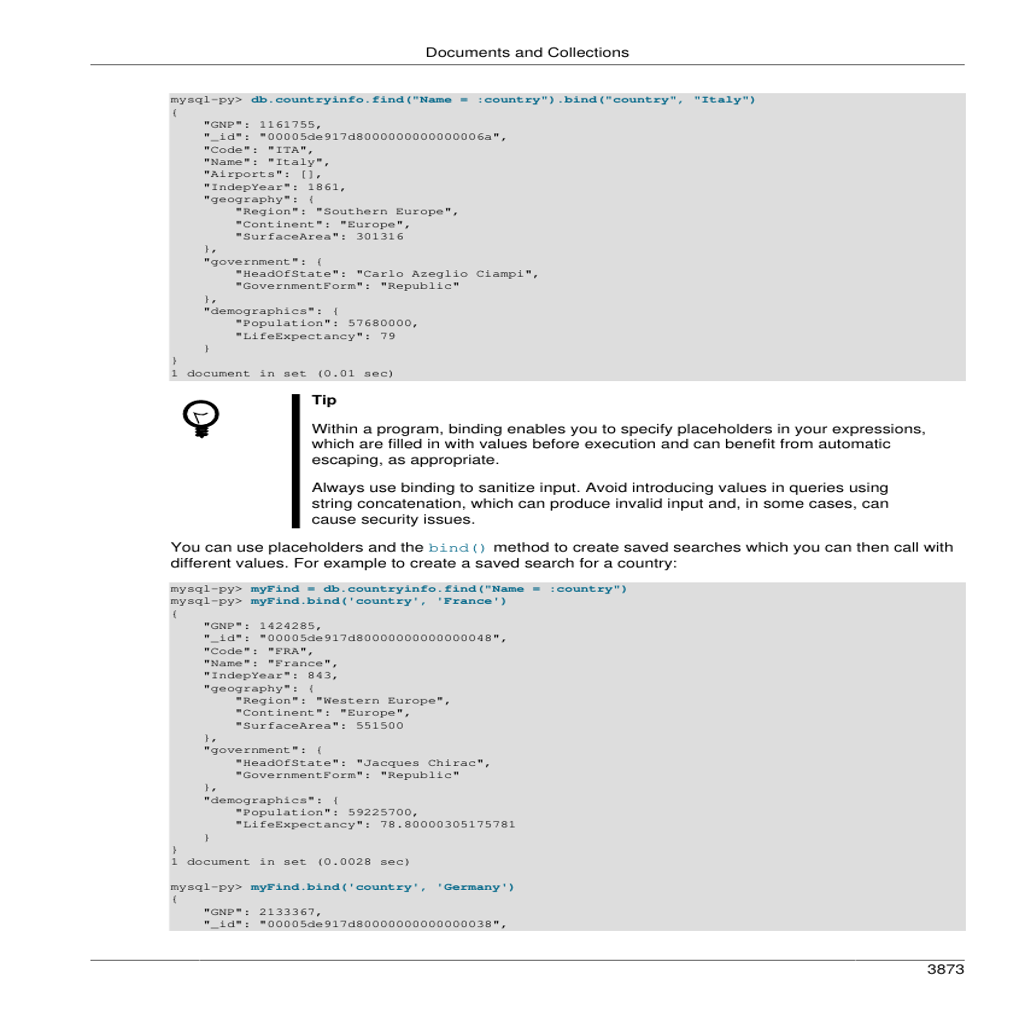 Documents and Collections
mysql-py> db.countryinfo.find("Name = :country").bind("country", "Italy")
{
    "GNP": 1161755,
    "_id": "00005de917d8000000000000006a",
    "Code": "ITA",
    "Name": "Italy",
    "Airports": [],
    "IndepYear": 1861,
    "geography": {
        "Region": "Southern Europe",
        "Continent": "Europe",
        "SurfaceArea": 301316
    },
    "government": {
        "HeadOfState": "Carlo Azeglio Ciampi",
        "GovernmentForm": "Republic"
    },
    "demographics": {
        "Population": 57680000,
        "LifeExpectancy": 79
    }
}
1 document in set (0.01 sec)
Tip
Within a program, binding enables you to specify placeholders in your expressions,
which are filled in with values before execution and can benefit from automatic
escaping, as appropriate.
Always use binding to sanitize input. Avoid introducing values in queries using
string concatenation, which can produce invalid input and, in some cases, can
cause security issues.
You can use placeholders and the bind() method to create saved searches which you can then call with
different values. For example to create a saved search for a country:
mysql-py> myFind = db.countryinfo.find("Name = :country")
mysql-py> myFind.bind('country', 'France')
{
    "GNP": 1424285,
    "_id": "00005de917d80000000000000048",
    "Code": "FRA",
    "Name": "France",
    "IndepYear": 843,
    "geography": {
        "Region": "Western Europe",
        "Continent": "Europe",
        "SurfaceArea": 551500
    },
    "government": {
        "HeadOfState": "Jacques Chirac",
        "GovernmentForm": "Republic"
    },
    "demographics": {
        "Population": 59225700,
        "LifeExpectancy": 78.80000305175781
    }
}
1 document in set (0.0028 sec)
mysql-py> myFind.bind('country', 'Germany')
{
    "GNP": 2133367,
    "_id": "00005de917d80000000000000038",
3873